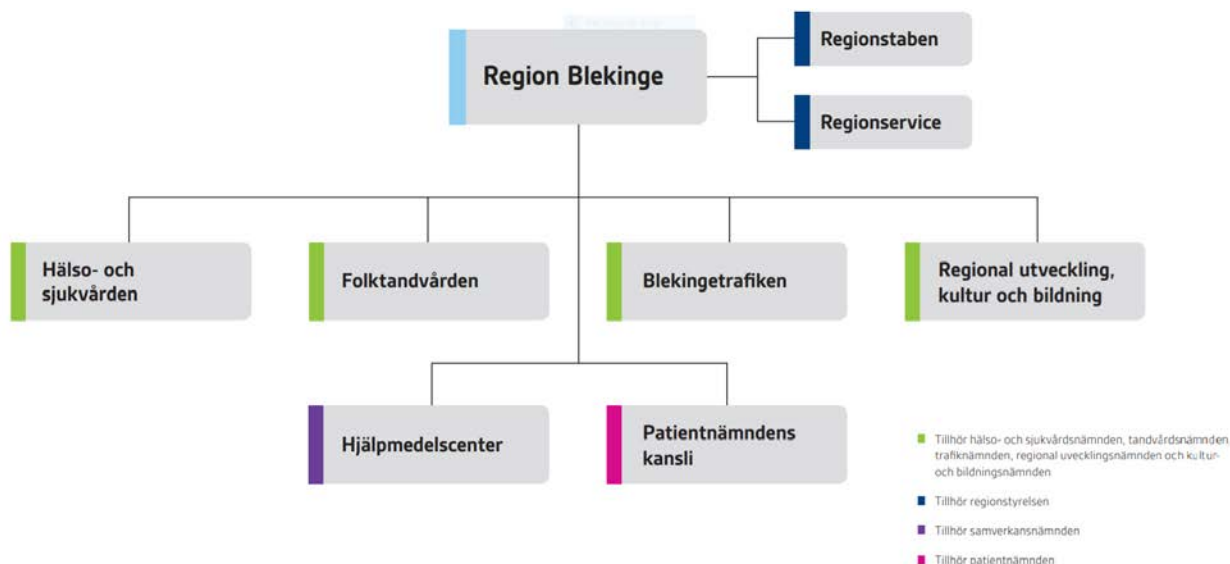 Region Blekinge
Regionstaben
Regionservice
Hälso- och
sjukvården
Folktandvården
Blekingetrafiken
Regional utveckling,
kultur och bildning
Hjälpmedelscenter
Patientnämndens
kansli
Tillhör hälso- och sjukvårdsnämnden, tandvårdsnämnden
trafiknämnden, regional uvecklingsnämnden och kultur-
och bildningsnämnden
Tillhör regionstyrelsen
Tillhör samverkansnämnden
Tillhör patientnämnden